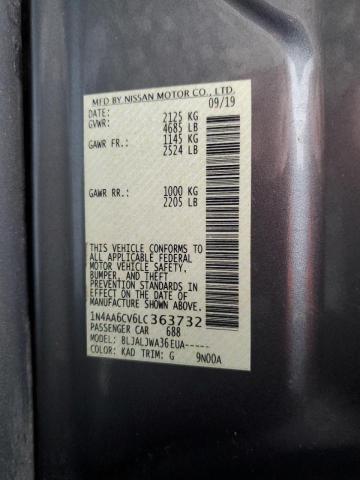 MFD BY NISSAN MOTOR CO., LTD.
DATE: 09/19
GVWR: 2125 KG
4685 LB
GAWR FR.: 1145 KG
2524 LB
GAWR RR.: 1000 KG
2205 LB
THIS VEHICLE CONFORMS TO
ALL APPLICABLE FEDERAL
MOTOR VEHICLE SAFETY,
BUMPER, AND THEFT
PREVENTION STANDARDS IN
EFFECT ON THE DATE OF
MANUFACTURE SHOWN ABOVE.
1N4AA6CV6LC363732
PASSENGER CAR 688
MODEL: BLJALJWA36EUA-----
COLOR: KAD TRIM: G 9N00A